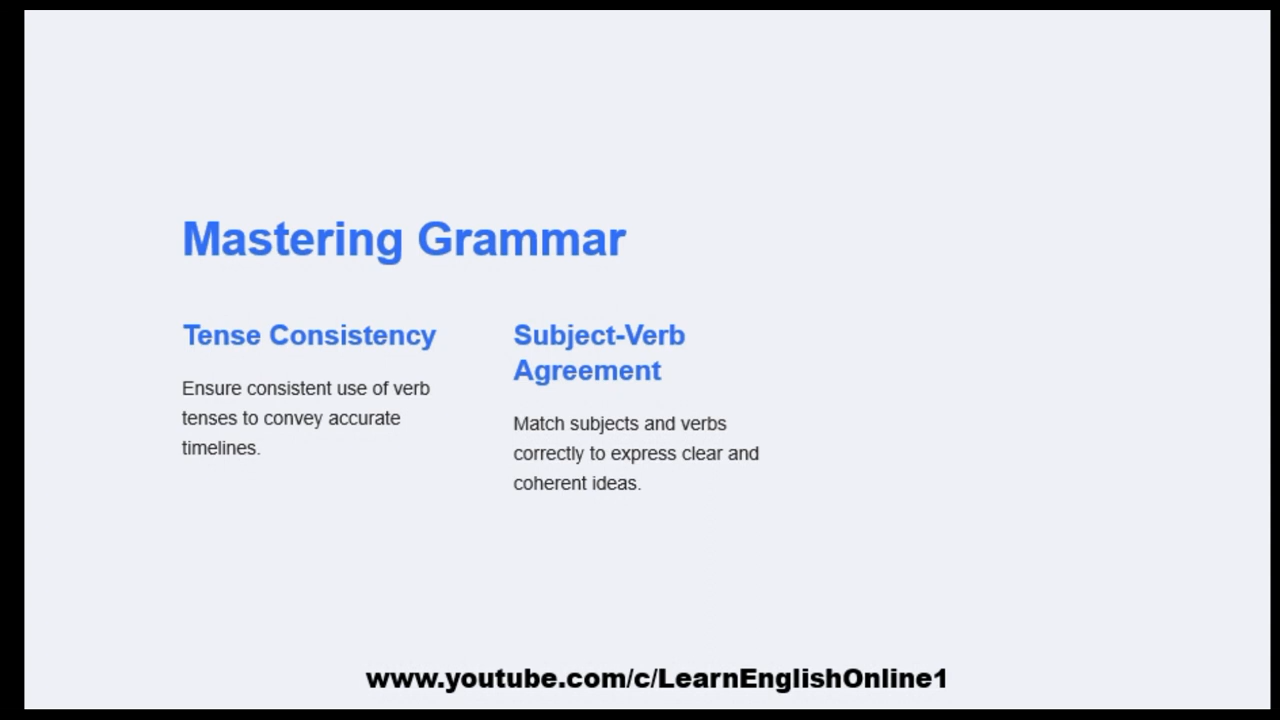 Mastering Grammar
Tense Consistency
Ensure consistent use of verb
tenses to convey accurate
timelines.
Subject-Verb
Agreement
Match subjects and verbs
correctly to express clear and
coherent ideas.
www.youtube.com/c/LearnEnglishOnline1